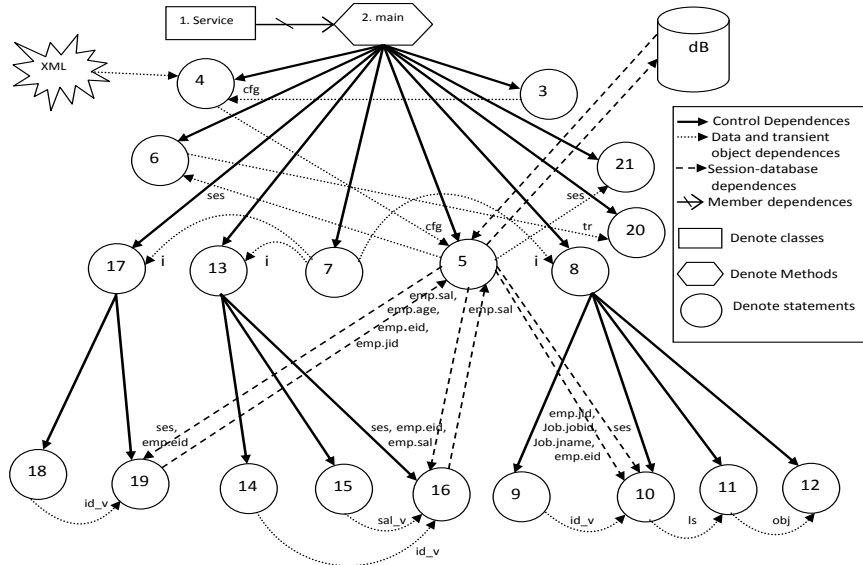 1. Service
2. main
dB
XML
4
cfg
3
Control Dependences
Data and transient
object dependences
Session-database
dependences
Member dependences
Denote classes
Denote Methods
Denote statements
6
21
ses
ses
20
tr
cfg
17
i
13
i
7
5
i
8
emp.sal,
emp.age,
emp.eid,
emp.jid
emp.sal
ses,
emp.eid
ses, emp.eid,
emp.sal
emp.jid,
Job.jobid,
Job.jname,
emp.eid
ses
18
19
14
15
16
9
10
11
12
id_v
sal_v
id_v
id_v
ls
obj